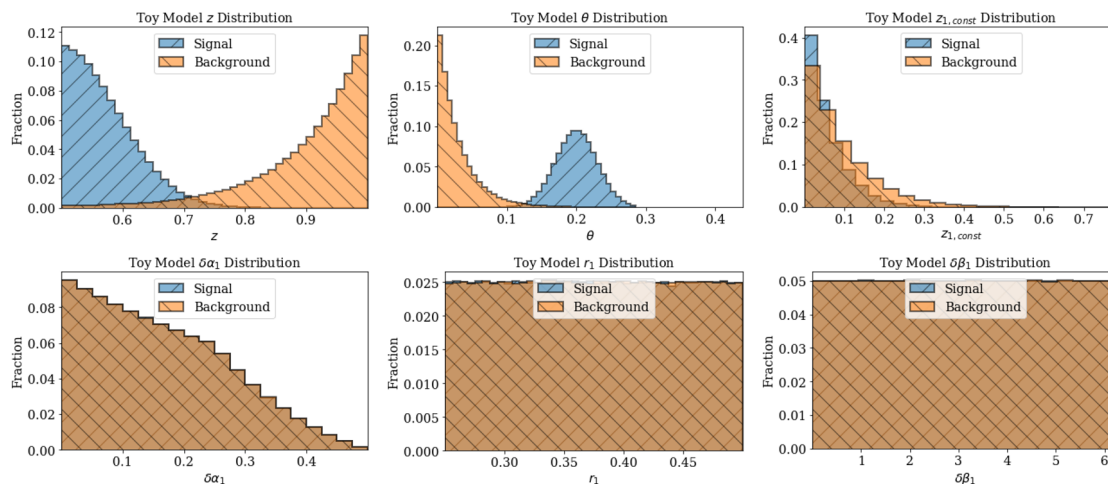 Toy Model z Distribution
Signal
Background
Fraction
0.12
0.10
0.08
0.06
0.04
0.02
0.00
0.6 0.7 0.8 0.9
z
Toy Model θ Distribution
Signal
Background
Fraction
0.20
0.15
0.10
0.05
0.00
0.1 0.2 0.3 0.4
θ
Toy Model z1,const Distribution
Signal
Background
Fraction
0.4
0.3
0.2
0.1
0.0
0.1 0.2 0.3 0.4 0.5 0.6 0.7
z1,const
Toy Model δα1 Distribution
Signal
Background
Fraction
0.08
0.06
0.04
0.02
0.00
0.1 0.2 0.3 0.4
δα1
Toy Model r1 Distribution
Signal
Background
Fraction
0.025
0.020
0.015
0.010
0.005
0.000
0.30 0.35 0.40 0.45
r1
Toy Model δβ1 Distribution
Signal
Background
Fraction
0.05
0.04
0.03
0.02
0.01
0.00
1 2 3 4 5 6
δβ1